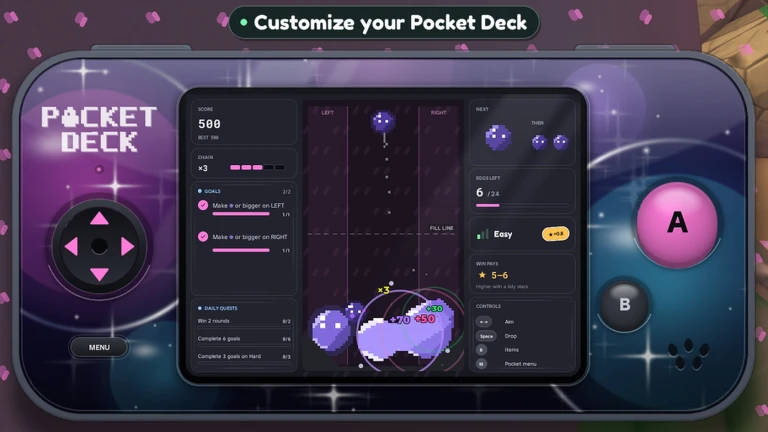 Customize your Pocket Deck
POCKET
DECK
MENU
SCORE
500
BEST 500
CHAIN
×3
GOALS 2/2
Make or bigger on LEFT
1/1
Make or bigger on RIGHT
1/1
DAILY QUESTS
Win 2 rounds
Complete 6 goals
Complete 3 goals on Hard
LEFT
RIGHT
FILL LINE
×3
+30
+70
+50
NEXT
THEN
EGGS LEFT
6 / 24
Easy
WIN PAYS
5–6
Higher with a tidy stack
CONTROLS
Aim
Space Drop
Items
Pocket menu
A
B